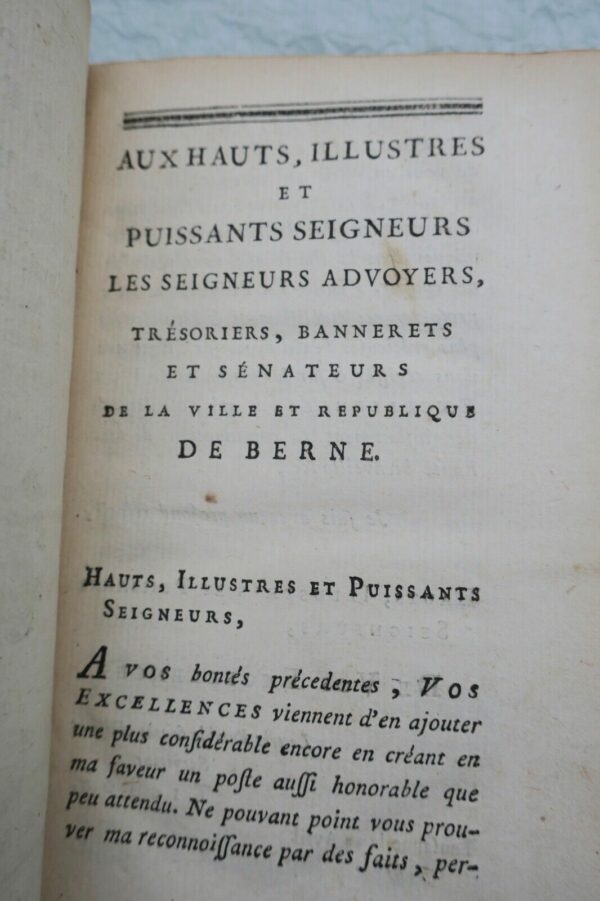 AUX HAUTS, ILLUSTRES
ET
PUISSANTS SEIGNEURS
LES SEIGNEURS ADVOYERS,
TRÉSORIERS, BANNERETS
ET SÉNATEURS
DE LA VILLE ET REPUBLIQUE
DE BERNE.
HAUTS, ILLUSTRES ET PUISSANTS
SEIGNEURS,
A VOS bontés précedentes, VOS
EXCELLENCES viennent d'en ajouter
une plus conſidérable encore en créant en
ma faveur un poſte auſſi honorable que
peu attendu. Ne pouvant point vous prou-
ver ma reconnoiſſance par des faits, per-